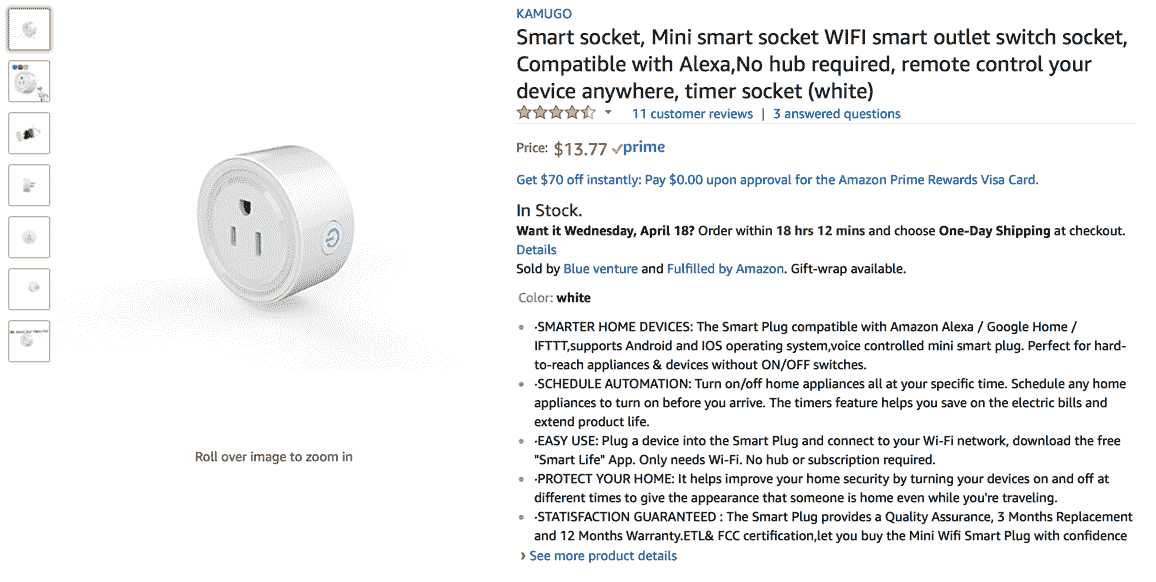 KAMUGO
Smart socket, Mini smart socket WIFI smart outlet switch socket,
Compatible with Alexa,No hub required, remote control your
device anywhere, timer socket (white)
11 customer reviews | 3 answered questions
Price: $13.77 prime
Get $70 off instantly: Pay $0.00 upon approval for the Amazon Prime Rewards Visa Card.
In Stock.
Want it Wednesday, April 18? Order within 18 hrs 12 mins and choose One-Day Shipping at checkout.
Details
Sold by Blue venture and Fulfilled by Amazon. Gift-wrap available.
Color: white
·SMARTER HOME DEVICES: The Smart Plug compatible with Amazon Alexa / Google Home /
IFTTT,supports Android and IOS operating system,voice controlled mini smart plug. Perfect for hard-
to-reach appliances & devices without ON/OFF switches.
·SCHEDULE AUTOMATION: Turn on/off home appliances all at your specific time. Schedule any home
appliances to turn on before you arrive. The timers feature helps you save on the electric bills and
extend product life.
·EASY USE: Plug a device into the Smart Plug and connect to your Wi-Fi network, download the free
"Smart Life" App. Only needs Wi-Fi. No hub or subscription required.
·PROTECT YOUR HOME: It helps improve your home security by turning your devices on and off at
different times to give the appearance that someone is home even while you're traveling.
·STATISFACTION GUARANTEED : The Smart Plug provides a Quality Assurance, 3 Months Replacement
and 12 Months Warranty.ETL& FCC certification,let you buy the Mini Wifi Smart Plug with confidence
› See more product details
Roll over image to zoom in